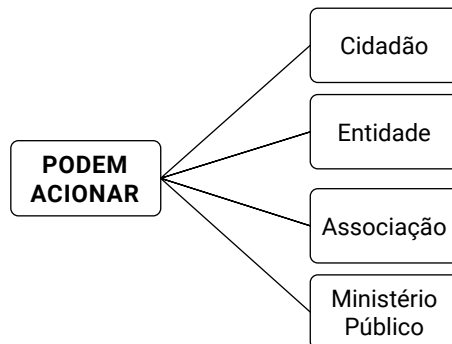 PODEM
ACIONAR
Cidadão
Entidade
Associação
Ministério
Público